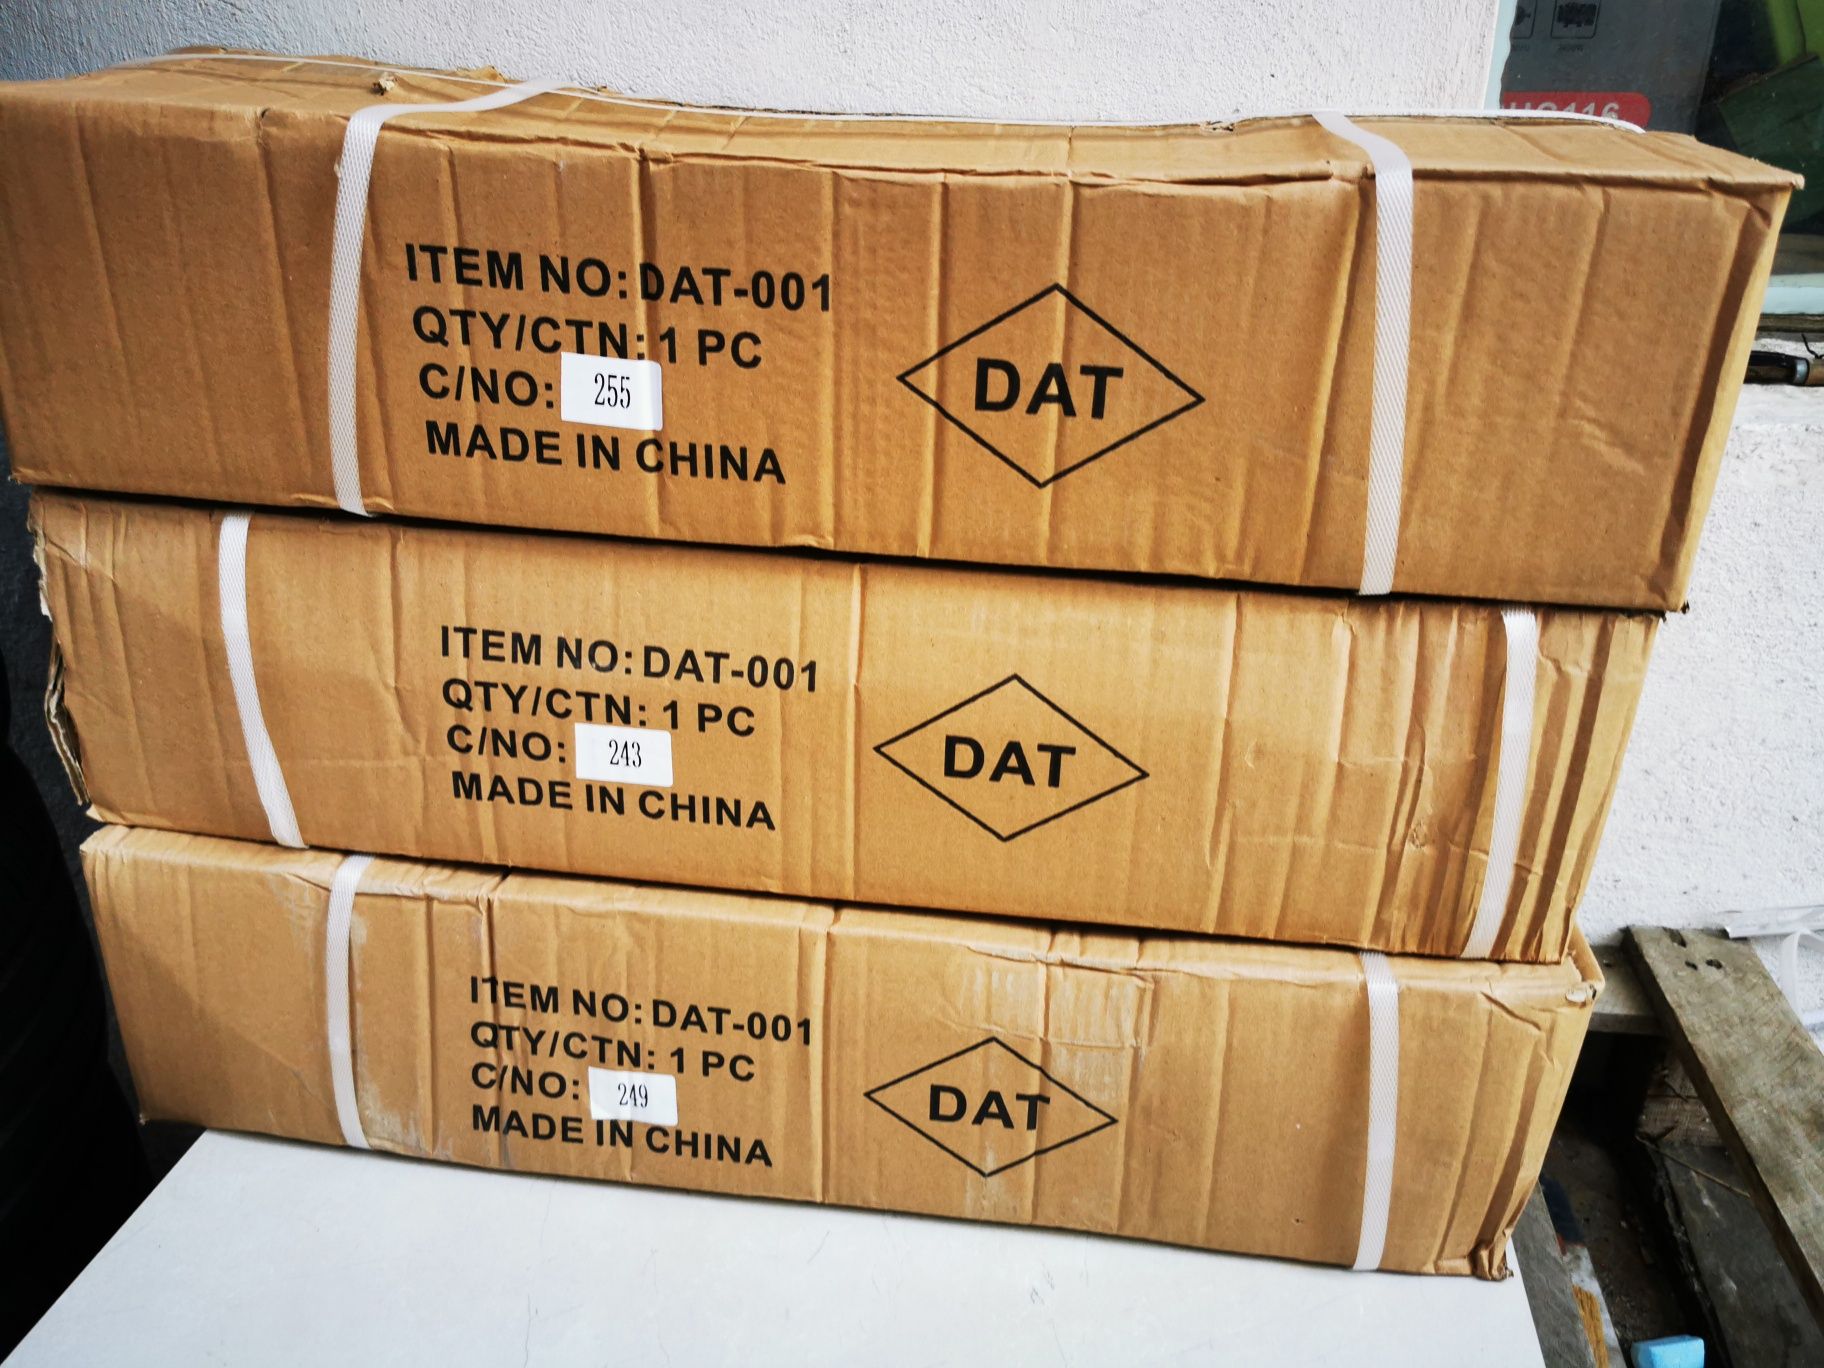 ITEM NO: DAT-001
QTY/CTN: 1 PC
C/NO: 255
MADE IN CHINA
DAT
ITEM NO: DAT-001
QTY/CTN: 1 PC
C/NO: 243
MADE IN CHINA
DAT
ITEM NO: DAT-001
QTY/CTN: 1 PC
C/NO: 249
MADE IN CHINA
DAT